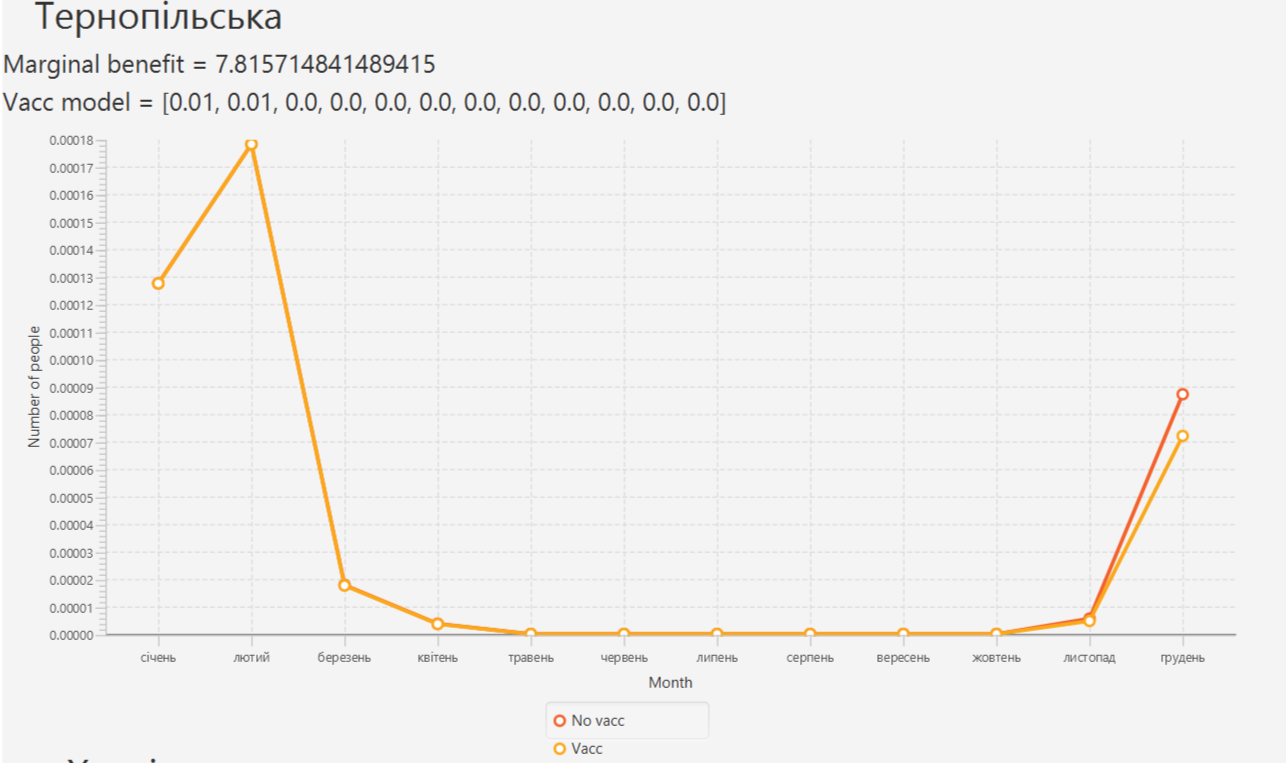 Тернопільська
Marginal benefit = 7.815714841489415
Vacc model = [0.01, 0.01, 0.0, 0.0, 0.0, 0.0, 0.0, 0.0, 0.0, 0.0, 0.0, 0.0]
0.00018
0.00017
0.00016
0.00015
0.00014
0.00013
0.00012
0.00011
0.00010
0.00009
0.00008
0.00007
0.00006
0.00005
0.00004
0.00003
0.00002
0.00001
0.00000
Number of people
січень лютий березень квітень травень червень липень серпень вересень жовтень листопад грудень
Month
No vacc
Vacc